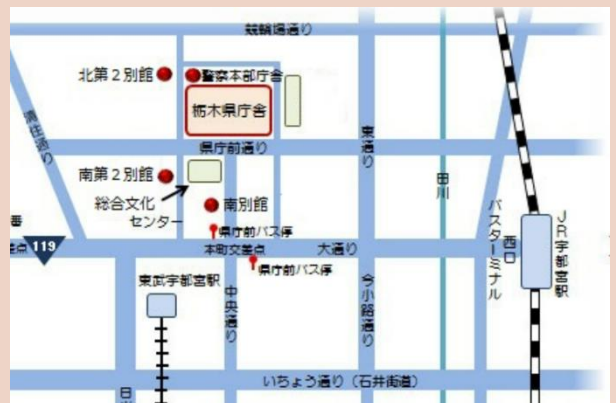 競輪場通り
北第２別館
警察本部庁舎
栃木県庁舎
清住通り
県庁前通り
東通り
田川
南第２別館
総合文化
センター
南別館
県庁前バス停
番
差点
119
本町交差点
大通り
県庁前バス停
バスターミナル
西口
ＪＲ宇都宮駅
東武宇都宮駅
中央通り
今小路通り
いちょう通り（石井街道）
日